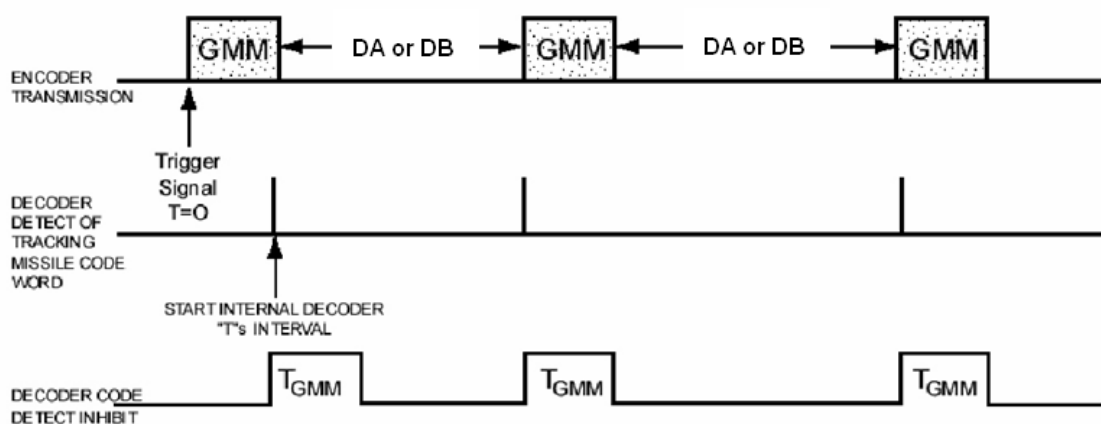 GMM
DA or DB
GMM
DA or DB
GMM
ENCODER
TRANSMISSION
Trigger
Signal
T=O
DECODER
DETECT OF
TRACKING
MISSILE CODE
WORD
START INTERNAL DECODER
"T"s INTERVAL
TGMM
TGMM
TGMM
DECODER CODE
DETECT INHIBIT